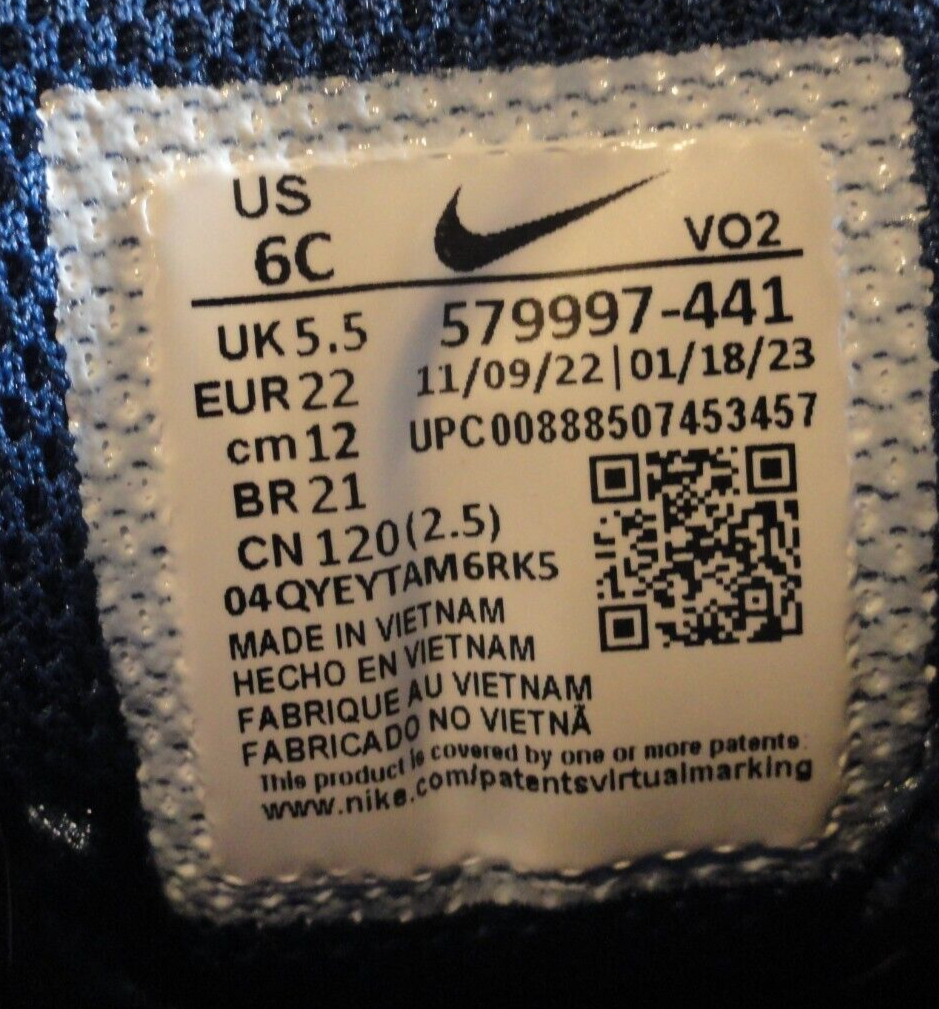 US
6C
VO2
UK 5.5
579997-441
EUR 22
11/09/22|01/18/23
cm 12
UPC00888507453457
BR 21
CN 120(2.5)
04QYEYTAM6RK5
MADE IN VIETNAM
HECHO EN VIETNAM
FABRIQUE AU VIETNAM
FABRICADO NO VIETNÃ
This product is covered by one or more patents:
www.nike.com/patentsvirtualmarking